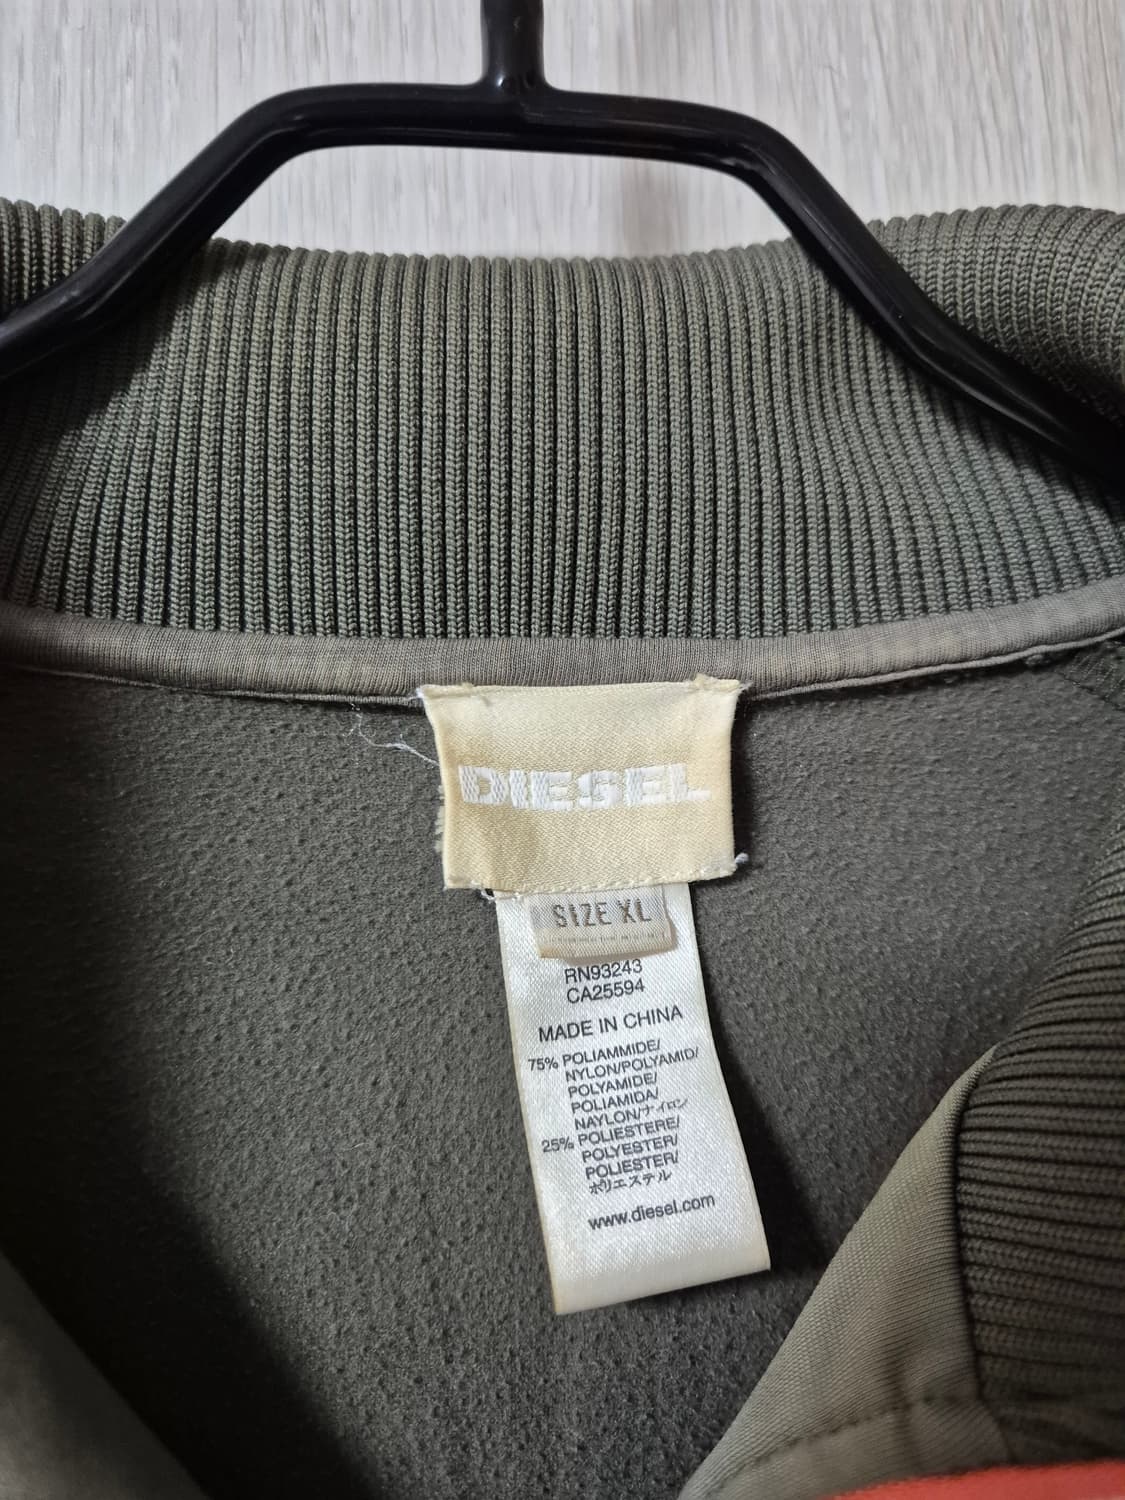 DIESEL
SIZE XL
RN93243
CA25594
MADE IN CHINA
75% POLIAMMIDE/
NYLON/POLYAMID/
POLYAMIDE/
POLIAMIDA/
NAYLON/ナイロン
25% POLIESTERE/
POLYESTER/
POLIESTER/
ポリエステル
www.diesel.com